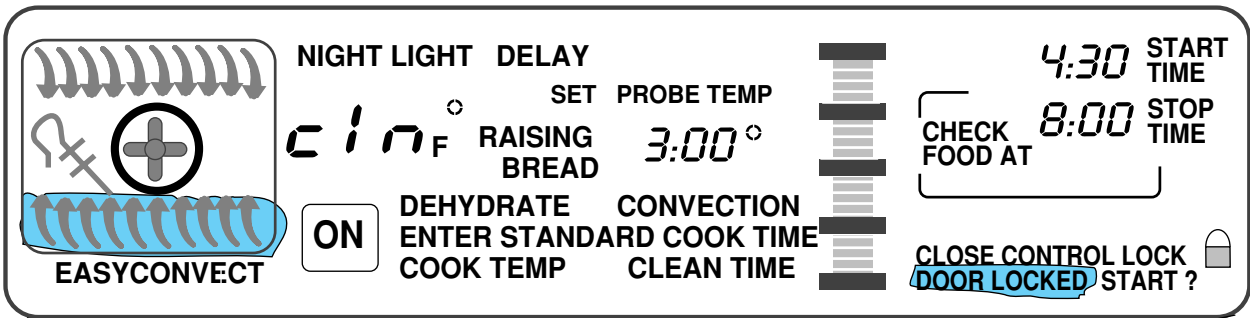 NIGHT LIGHT DELAY
SET PROBE TEMP
cln°F RAISING BREAD 3:00°
ON
DEHYDRATE CONVECTION
ENTER STANDARD COOK TIME
COOK TEMP CLEAN TIME
EASYCONVECT
4:30 START TIME
CHECK FOOD AT
8:00 STOP TIME
CLOSE CONTROL LOCK
DOOR LOCKED START ?